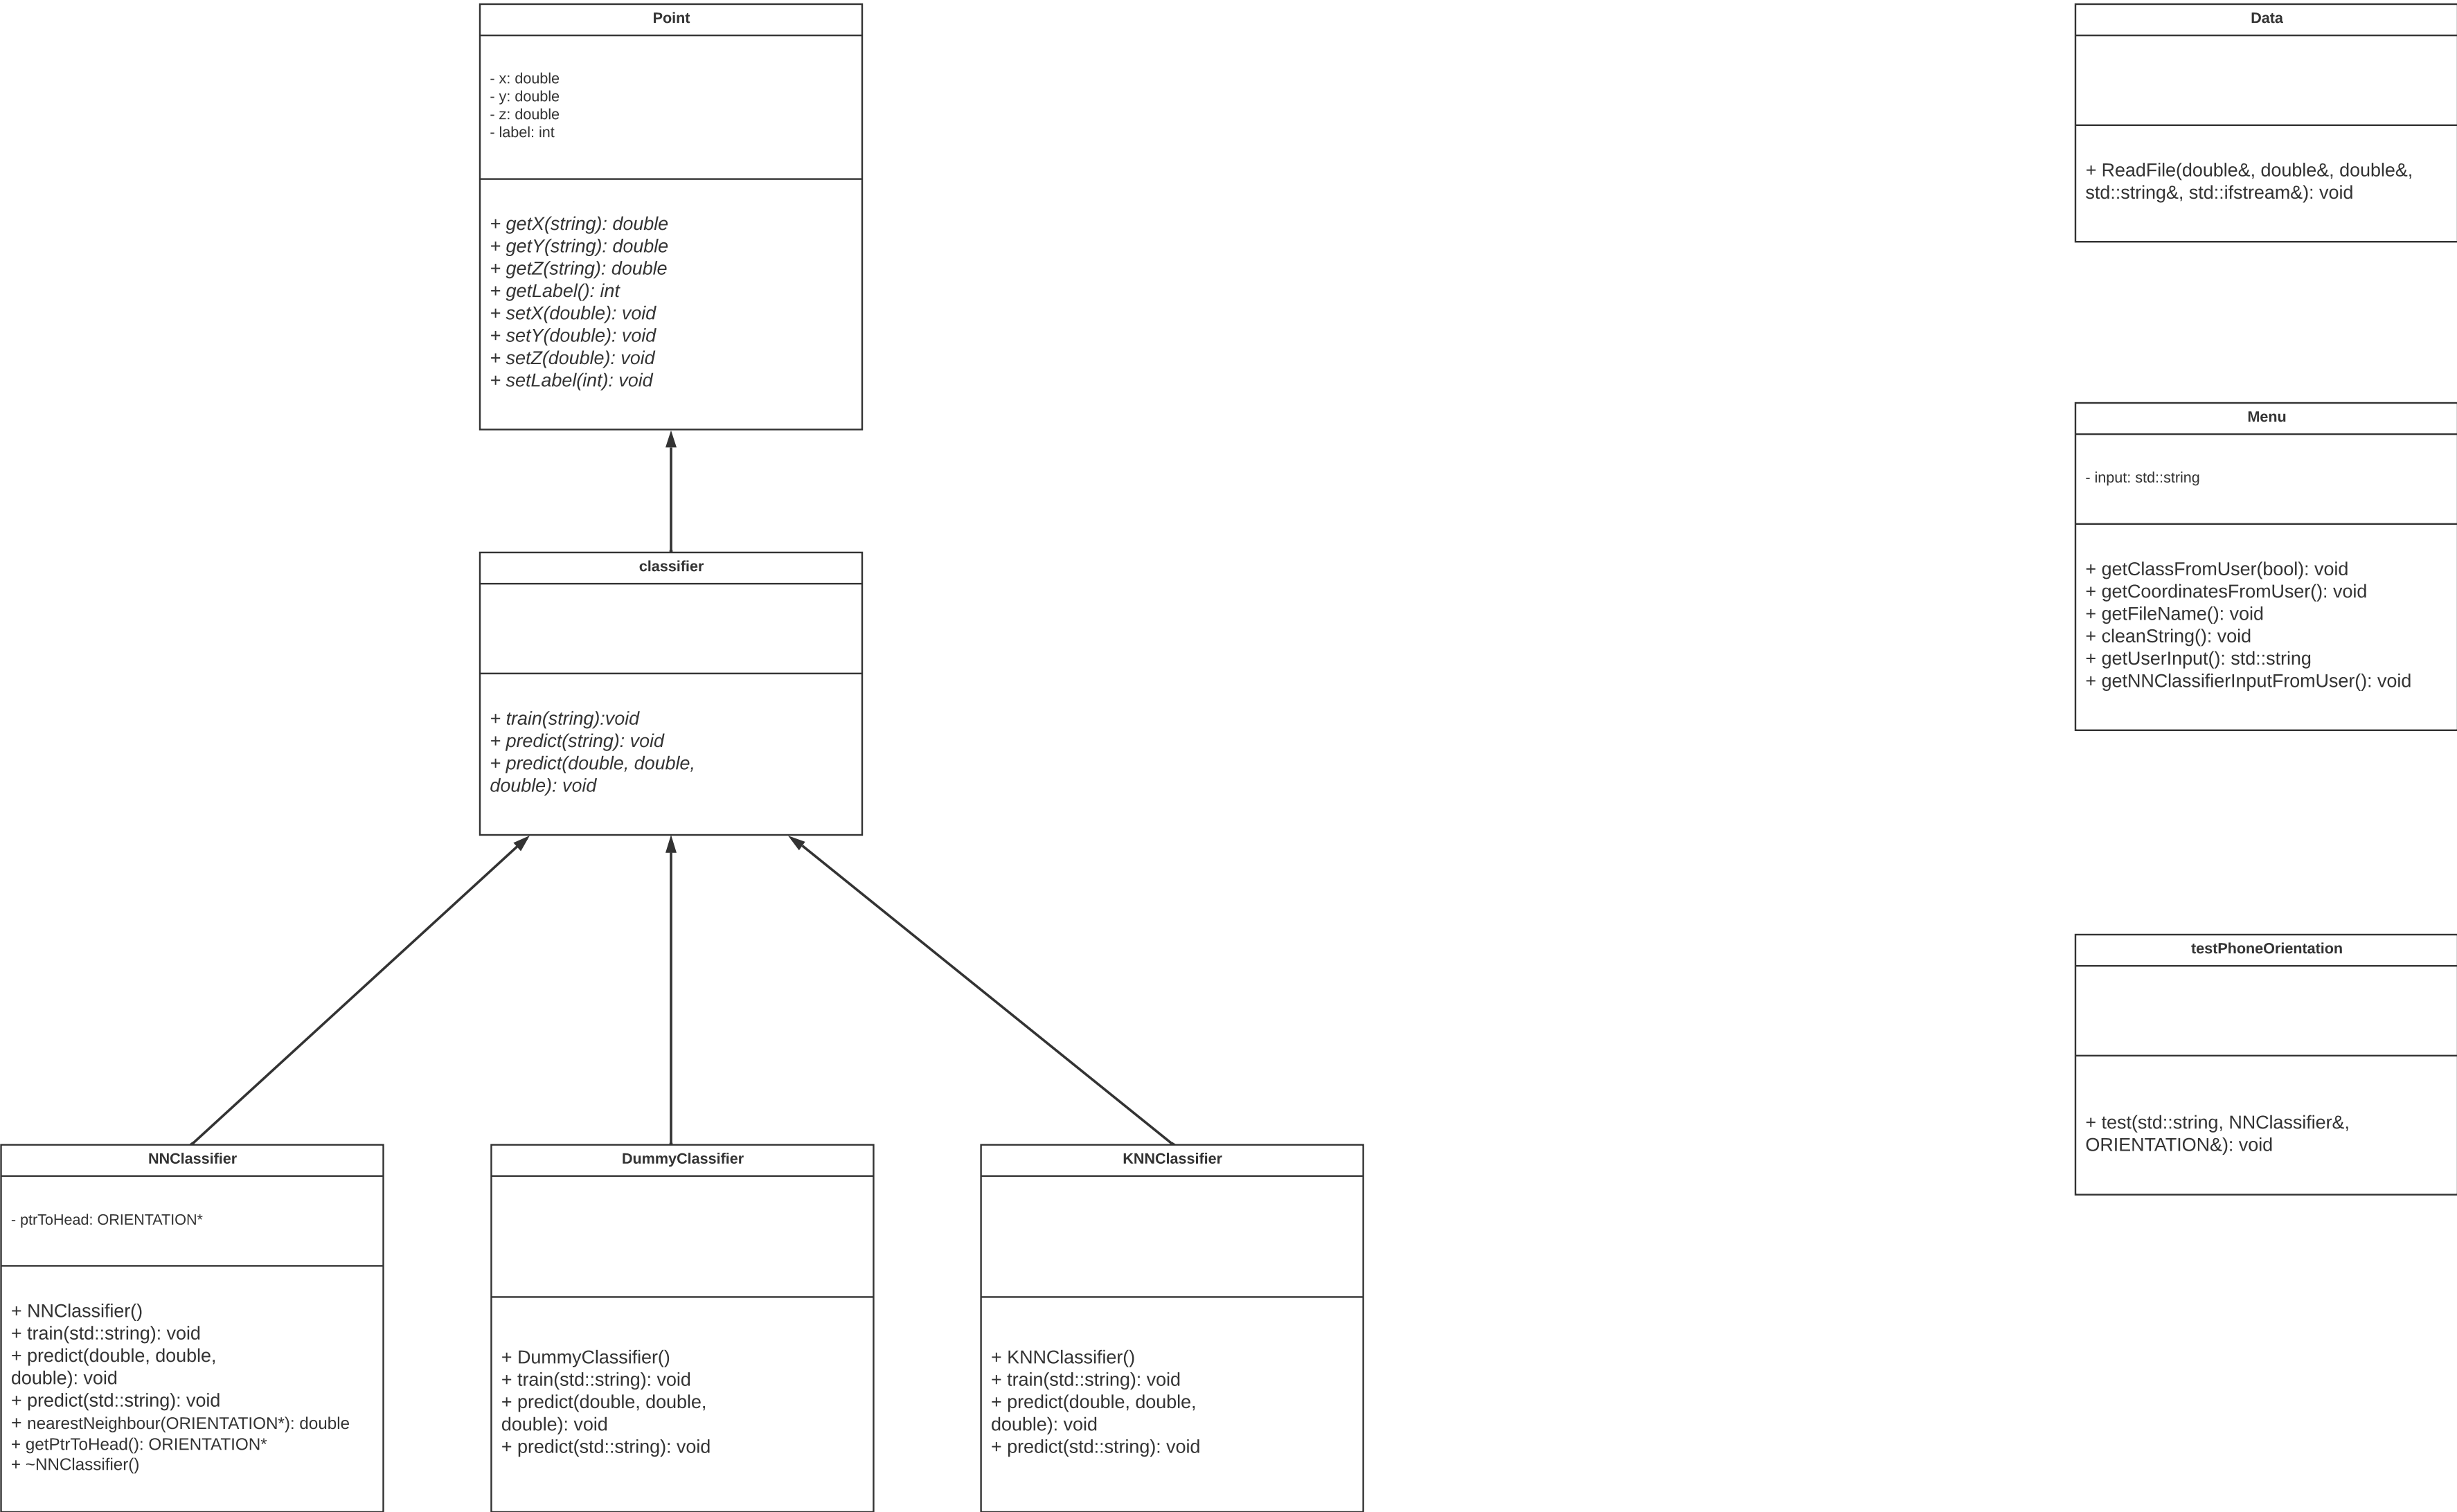 Point
- x: double
- y: double
- z: double
- label: int
+ getX(string): double
+ getY(string): double
+ getZ(string): double
+ getLabel(): int
+ setX(double): void
+ setY(double): void
+ setZ(double): void
+ setLabel(int): void
classifier
+ train(string):void
+ predict(string): void
+ predict(double, double,
double): void
NNClassifier
- ptrToHead: ORIENTATION*
+ NNClassifier()
+ train(std::string): void
+ predict(double, double,
double): void
+ predict(std::string): void
+ nearestNeighbour(ORIENTATION*): double
+ getPtrToHead(): ORIENTATION*
+ ~NNClassifier()
DummyClassifier
+ DummyClassifier()
+ train(std::string): void
+ predict(double, double,
double): void
+ predict(std::string): void
KNNClassifier
+ KNNClassifier()
+ train(std::string): void
+ predict(double, double,
double): void
+ predict(std::string): void
Data
+ ReadFile(double&, double&, double&,
std::string&, std::ifstream&): void
Menu
- input: std::string
+ getClassFromUser(bool): void
+ getCoordinatesFromUser(): void
+ getFileName(): void
+ cleanString(): void
+ getUserInput(): std::string
+ getNNClassifierInputFromUser(): void
testPhoneOrientation
+ test(std::string, NNClassifier&,
ORIENTATION&): void